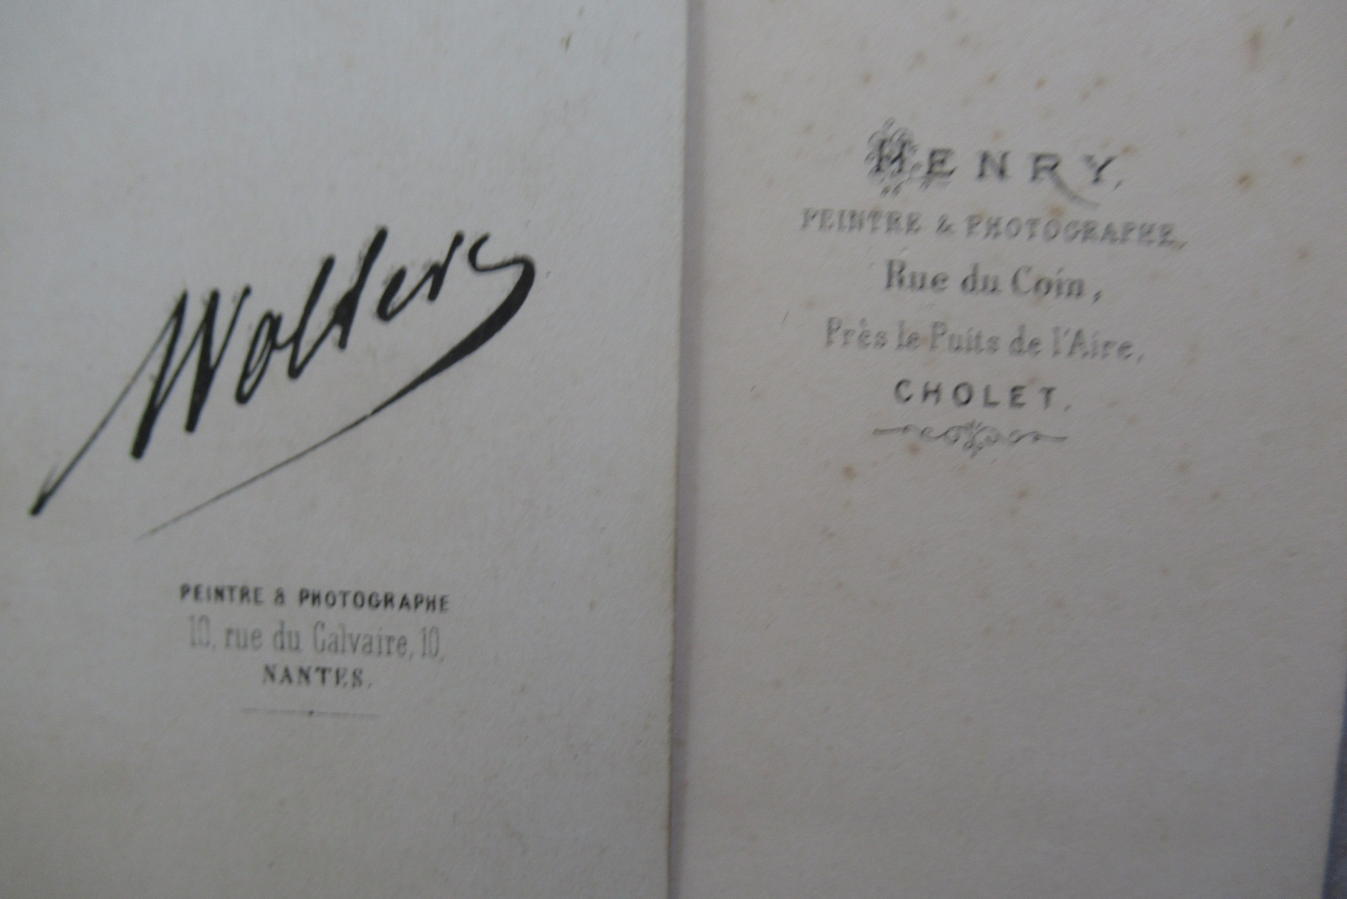 Wolters
PEINTRE & PHOTOGRAPHE
10, rue du Calvaire, 10,
NANTES.
HENRY,
PEINTRE & PHOTOGRAPHE,
Rue du Coin,
Près le Puits de l'Aire,
CHOLET.